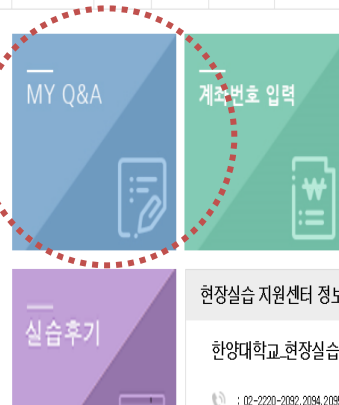 MY Q&A
계좌번호 입력
실습후기
현장실습 지원센터 정보
한양대학교_현장실습
: 02-2220-2092,2094,2095